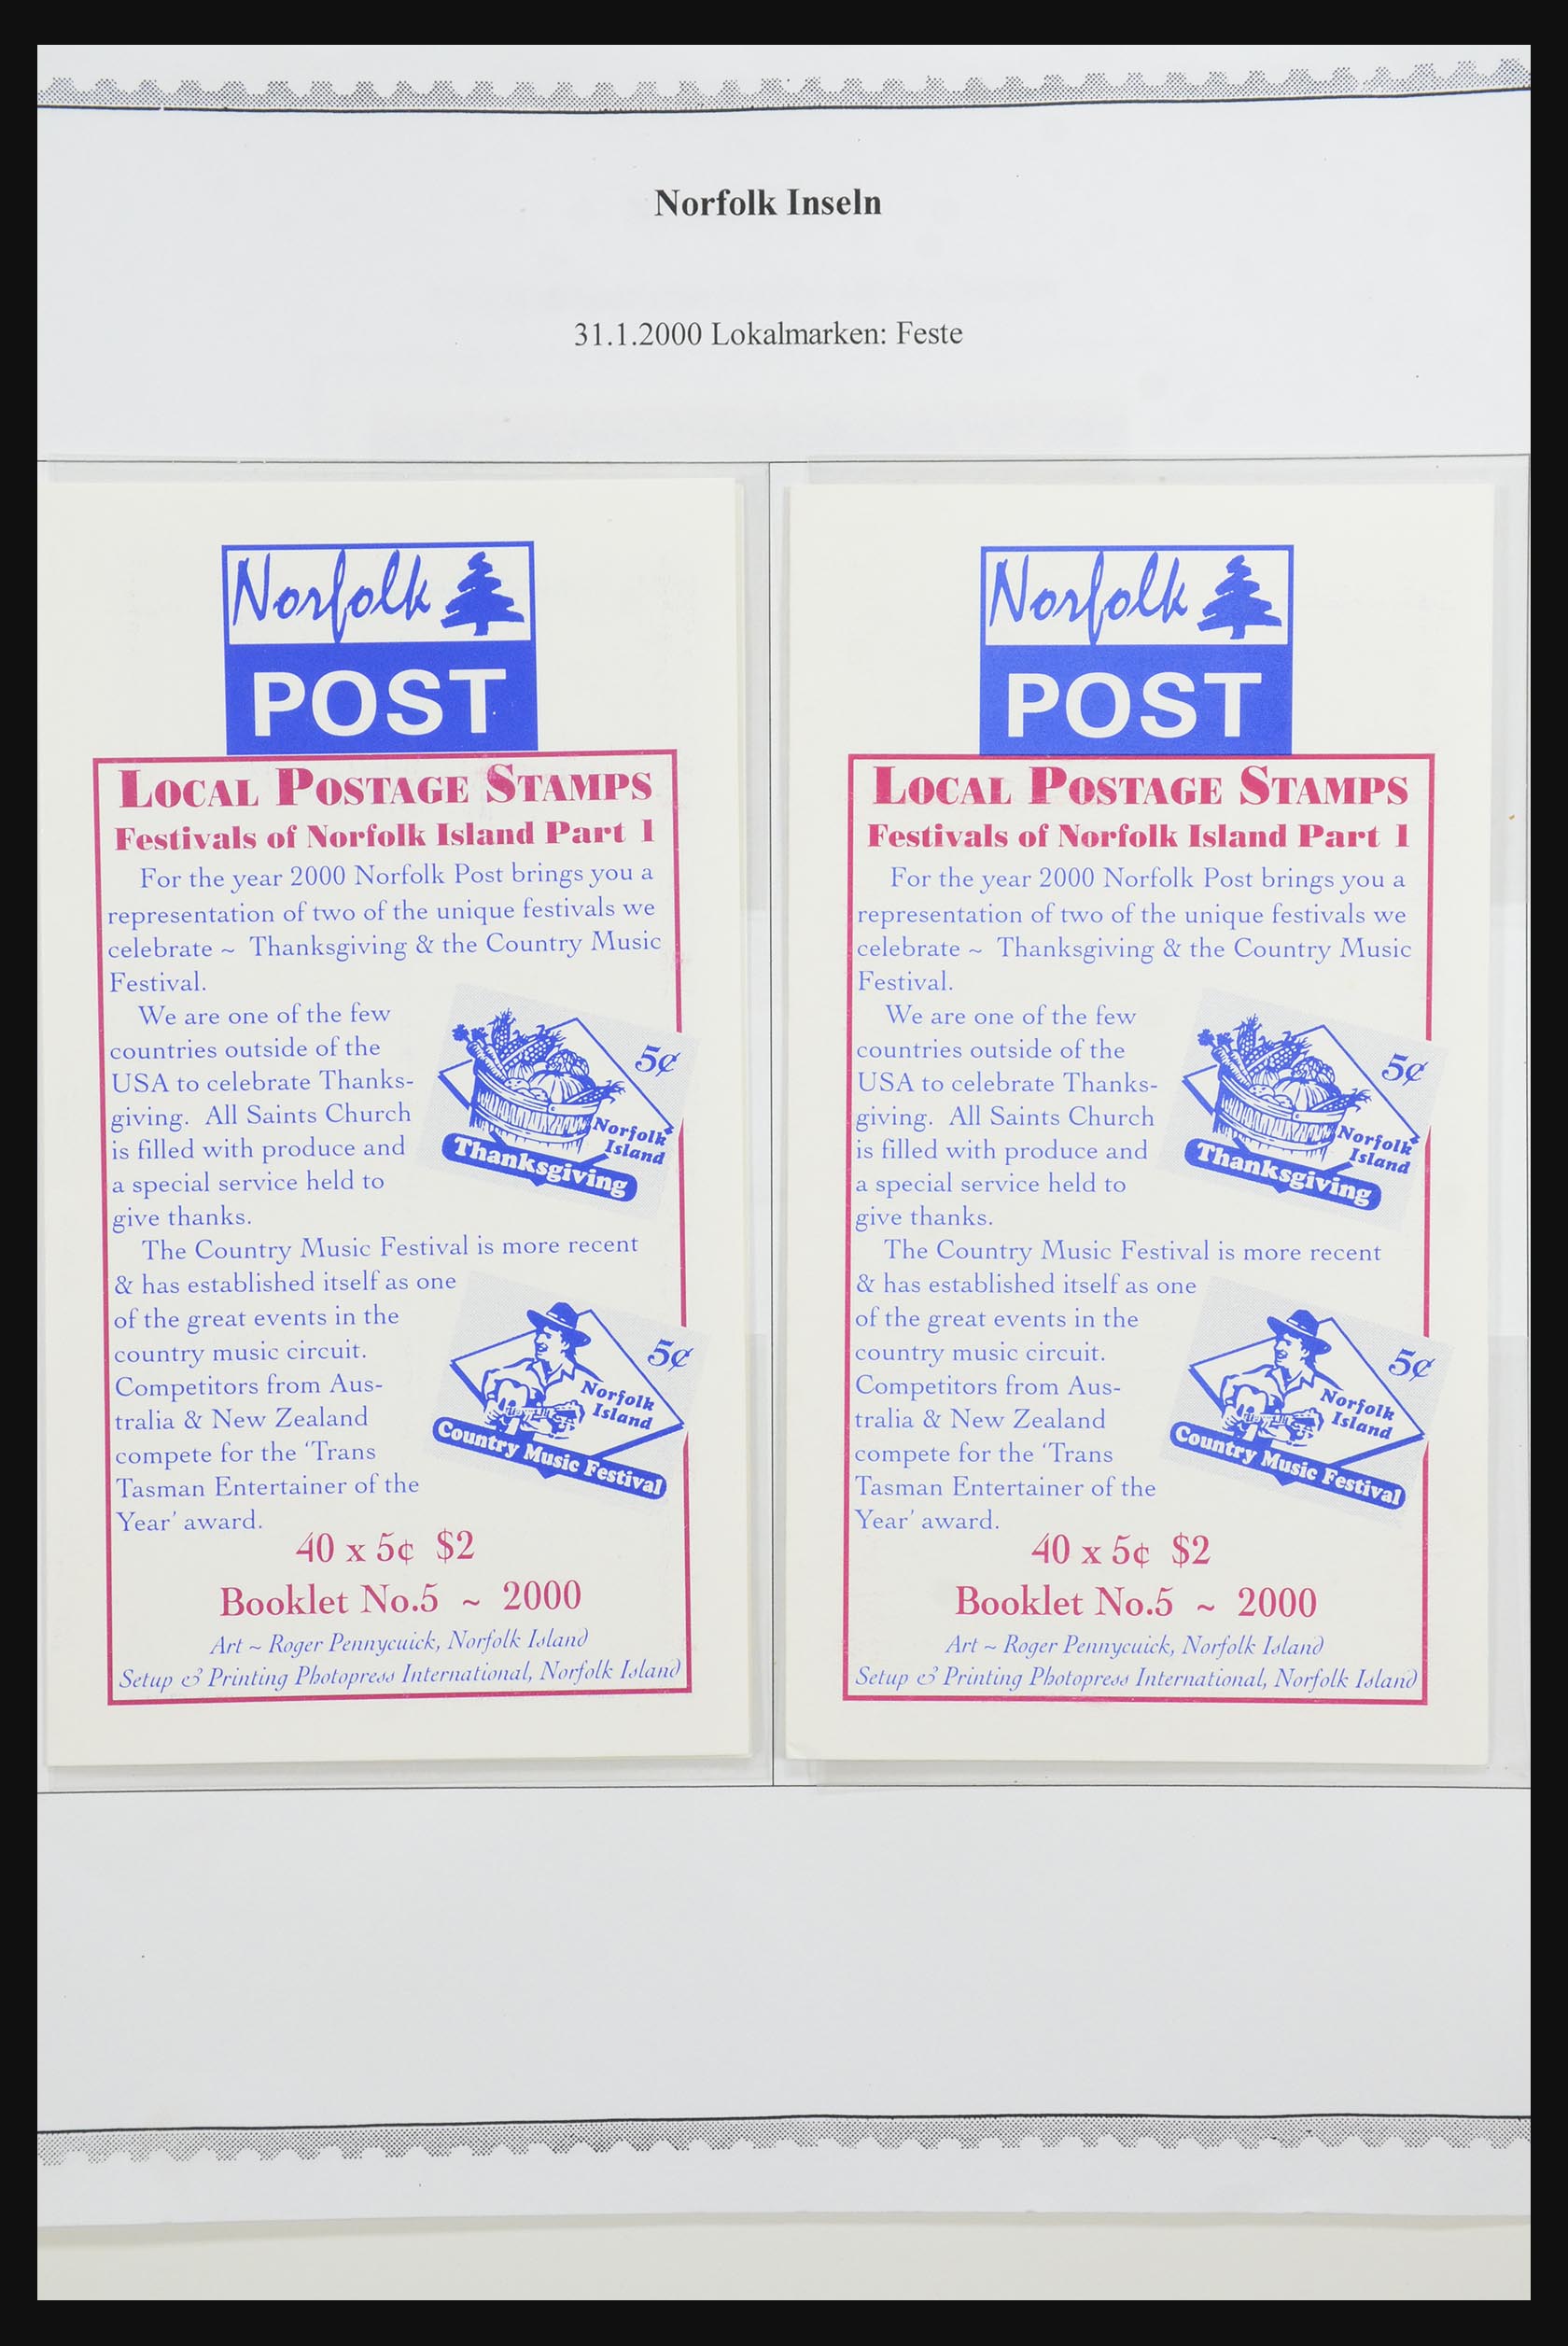 Norfolk Inseln
31.1.2000 Lokalmarken: Feste
Norfolk
POST
LOCAL POSTAGE STAMPS
Festivals of Norfolk Island Part 1
For the year 2000 Norfolk Post brings you a
representation of two of the unique festivals we
celebrate ~ Thanksgiving & the Country Music
Festival.
We are one of the few
countries outside of the
USA to celebrate Thanks-
giving. All Saints Church
is filled with produce and
a special service held to
give thanks.
5¢
Norfolk
Island
Thanksgiving
The Country Music Festival is more recent
& has established itself as one
of the great events in the
country music circuit.
Competitors from Aus-
tralia & New Zealand
compete for the ‘Trans
Tasman Entertainer of the
Year’ award.
5¢
Norfolk
Island
Country Music Festival
40 x 5¢ $2
Booklet No.5 ~ 2000
Art ~ Roger Pennycuick, Norfolk Island
Setup & Printing Photopress International, Norfolk Island
Norfolk
POST
LOCAL POSTAGE STAMPS
Festivals of Norfolk Island Part 1
For the year 2000 Norfolk Post brings you a
representation of two of the unique festivals we
celebrate ~ Thanksgiving & the Country Music
Festival.
We are one of the few
countries outside of the
USA to celebrate Thanks-
giving. All Saints Church
is filled with produce and
a special service held to
give thanks.
5¢
Norfolk
Island
Thanksgiving
The Country Music Festival is more recent
& has established itself as one
of the great events in the
country music circuit.
Competitors from Aus-
tralia & New Zealand
compete for the ‘Trans
Tasman Entertainer of the
Year’ award.
5¢
Norfolk
Island
Country Music Festival
40 x 5¢ $2
Booklet No.5 ~ 2000
Art ~ Roger Pennycuick, Norfolk Island
Setup & Printing Photopress International, Norfolk Island